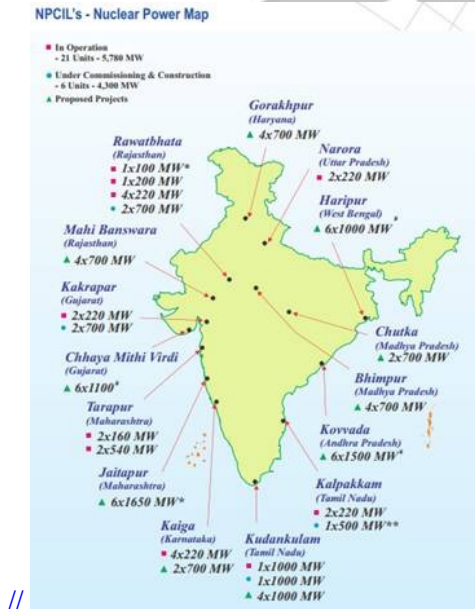 NPCIL's - Nuclear Power Map
In Operation
- 21 Units - 5,780 MW
Under Commissioning & Construction
- 6 Units - 4,300 MW
Proposed Projects
Gorakhpur
(Haryana)
4x700 MW
Rawatbhata
(Rajasthan)
1x100 MW*
1x200 MW
4x220 MW
2x700 MW
Narora
(Uttar Pradesh)
2x220 MW
Haripur
(West Bengal)
6x1000 MW#
Mahi Banswara
(Rajasthan)
4x700 MW
Kakrapar
(Gujarat)
2x220 MW
2x700 MW
Chutka
(Madhya Pradesh)
2x700 MW
Chhaya Mithi Virdi
(Gujarat)
6x1100#
Bhimpur
(Madhya Pradesh)
4x700 MW
Tarapur
(Maharashtra)
2x160 MW
2x540 MW
Kovvada
(Andhra Pradesh)
6x1500 MW#
Jaitapur
(Maharashtra)
6x1650 MW*
Kalpakkam
(Tamil Nadu)
2x220 MW
1x500 MW**
Kaiga
(Karnataka)
4x220 MW
2x700 MW
Kudankulam
(Tamil Nadu)
1x1000 MW
1x1000 MW
4x1000 MW
//